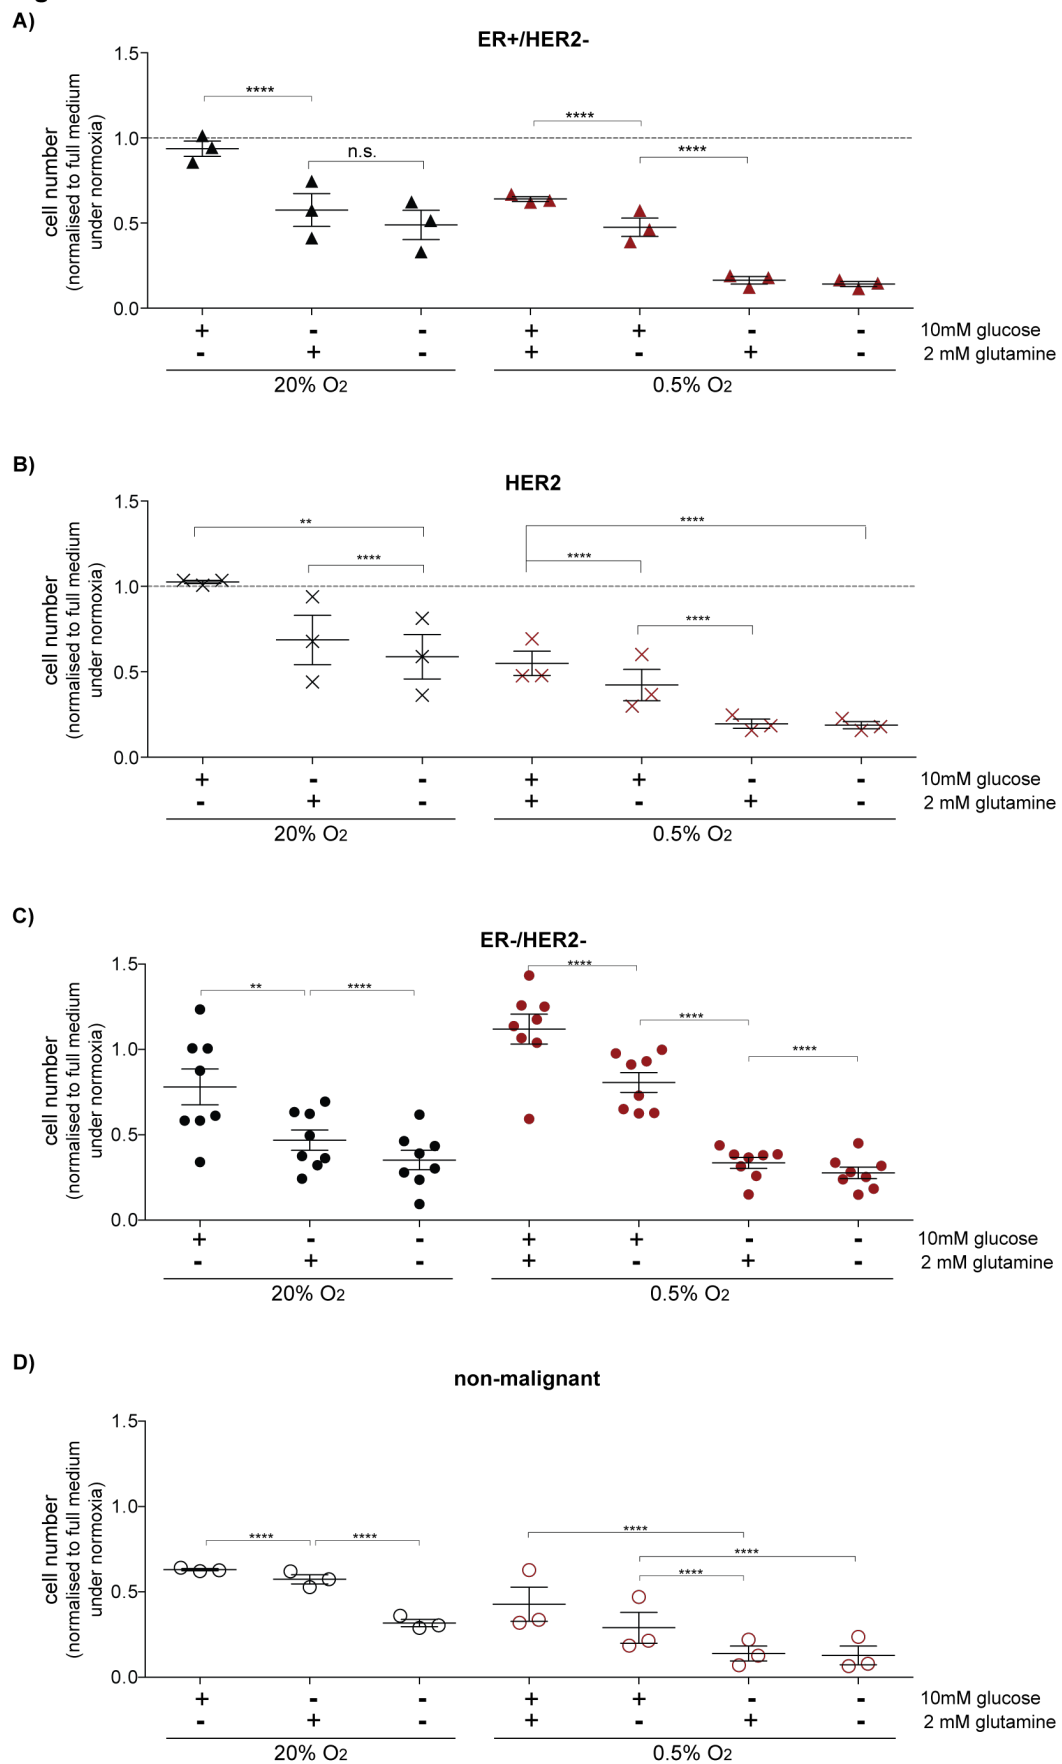 A)
ER+/HER2-
1.5
1.0
0.5
0.0
cell number
(normalised to full medium
under normoxia)
****
n.s.
****
****
+ - - + + - - 10mM glucose
- + - + - + - 2 mM glutamine
20% O2 0.5% O2
B)
HER2
1.5
1.0
0.5
0.0
cell number
(normalised to full medium
under normoxia)
**
****
****
****
****
+ - - + + - - 10mM glucose
- + - + - + - 2 mM glutamine
20% O2 0.5% O2
C)
ER-/HER2-
1.5
1.0
0.5
0.0
cell number
(normalised to full medium
under normoxia)
**
****
****
****
****
+ - - + + - - 10mM glucose
- + - + - + - 2 mM glutamine
20% O2 0.5% O2
D)
non-malignant
1.5
1.0
0.5
0.0
cell number
(normalised to full medium
under normoxia)
****
****
****
****
****
+ - - + + - - 10mM glucose
- + - + - + - 2 mM glutamine
20% O2 0.5% O2